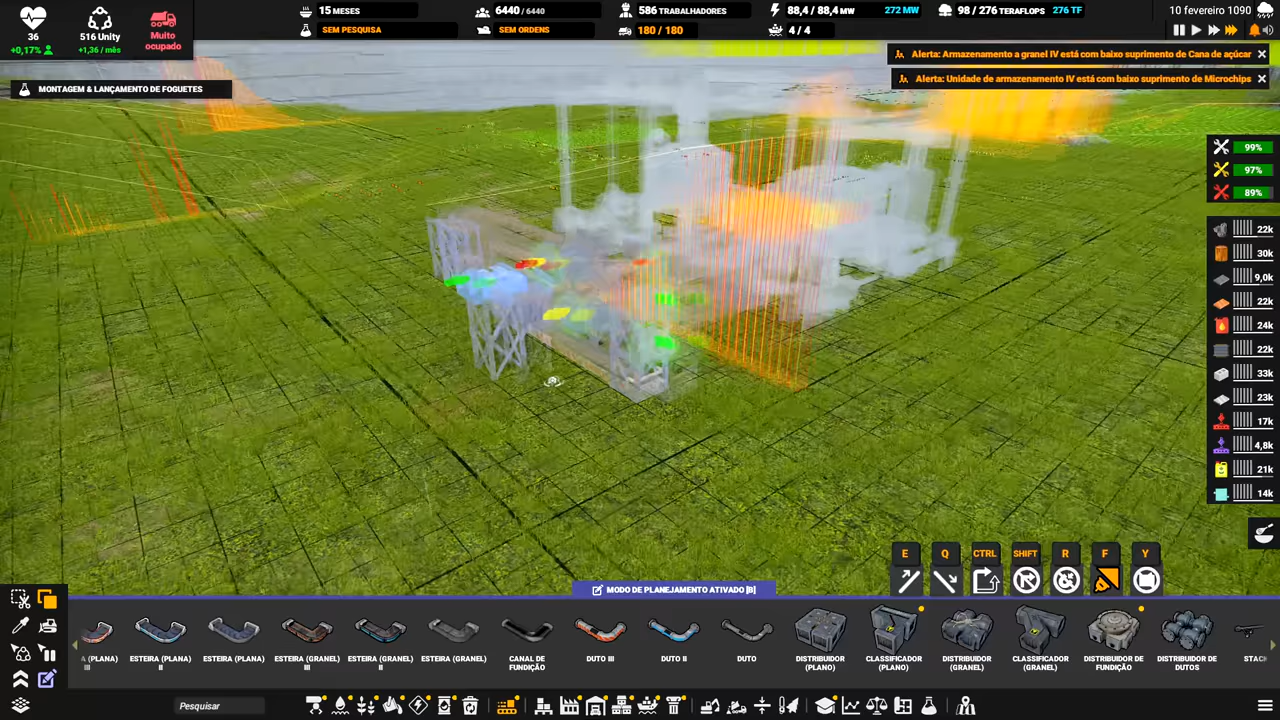 36
+0,17%
516 Unity
+1,36 / mês
Muito ocupado
15 MESES
SEM PESQUISA
6440 / 6440
SEM ORDENS
586 TRABALHADORES
180 / 180
88,4 / 88,4 MW
272 MW
4 / 4
98 / 276 TERAFLOPS
276 TF
10 fevereiro 1090
MONTAGEM & LANÇAMENTO DE FOGUETES
Alerta: Armazenamento a granel IV está com baixo suprimento de Cana de açúcar
Alerta: Unidade de armazenamento IV está com baixo suprimento de Microchips
99%
97%
89%
22k
30k
9,0k
22k
24k
22k
33k
23k
17k
4,8k
21k
14k
E
Q
CTRL
SHIFT
R
F
Y
MODO DE PLANEJAMENTO ATIVADO [B]
A (PLANA) III
ESTEIRA (PLANA) II
ESTEIRA (PLANA)
ESTEIRA (GRANEL) III
ESTEIRA (GRANEL) II
ESTEIRA (GRANEL)
CANAL DE FUNDIÇÃO
DUTO III
DUTO II
DUTO
DISTRIBUIDOR (PLANO)
CLASSIFICADOR (PLANO)
DISTRIBUIDOR (GRANEL)
CLASSIFICADOR (GRANEL)
DISTRIBUIDOR DE FUNDIÇÃO
DISTRIBUIDOR DE DUTOS
STAC
Pesquisar